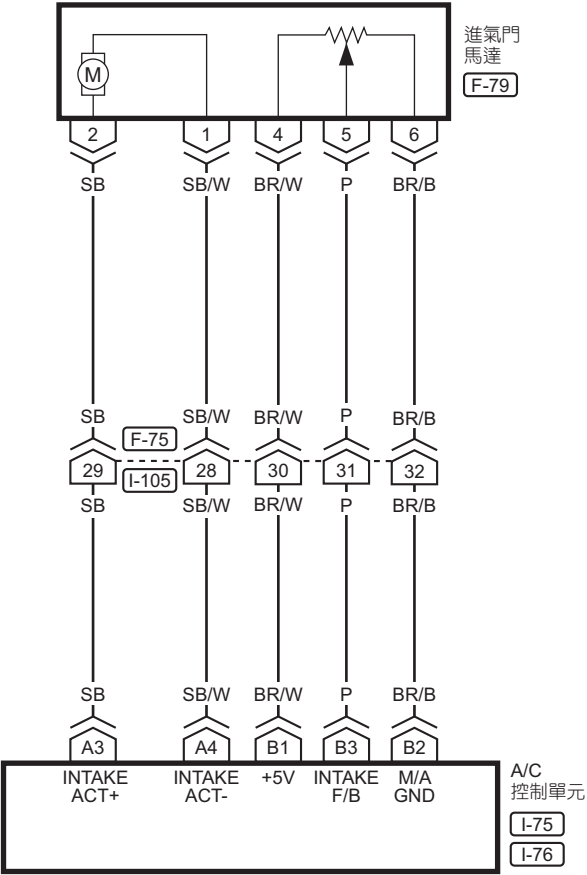 進氣門
馬達
F-79
M
2 1 4 5 6
SB SB/W BR/W P BR/B
SB SB/W BR/W P BR/B
F-75
29 28 30 31 32
I-105
SB SB/W BR/W P BR/B
SB SB/W BR/W P BR/B
A3 A4 B1 B3 B2
INTAKE
ACT+
INTAKE
ACT-
+5V
INTAKE
F/B
M/A
GND
A/C
控制單元
I-75
I-76